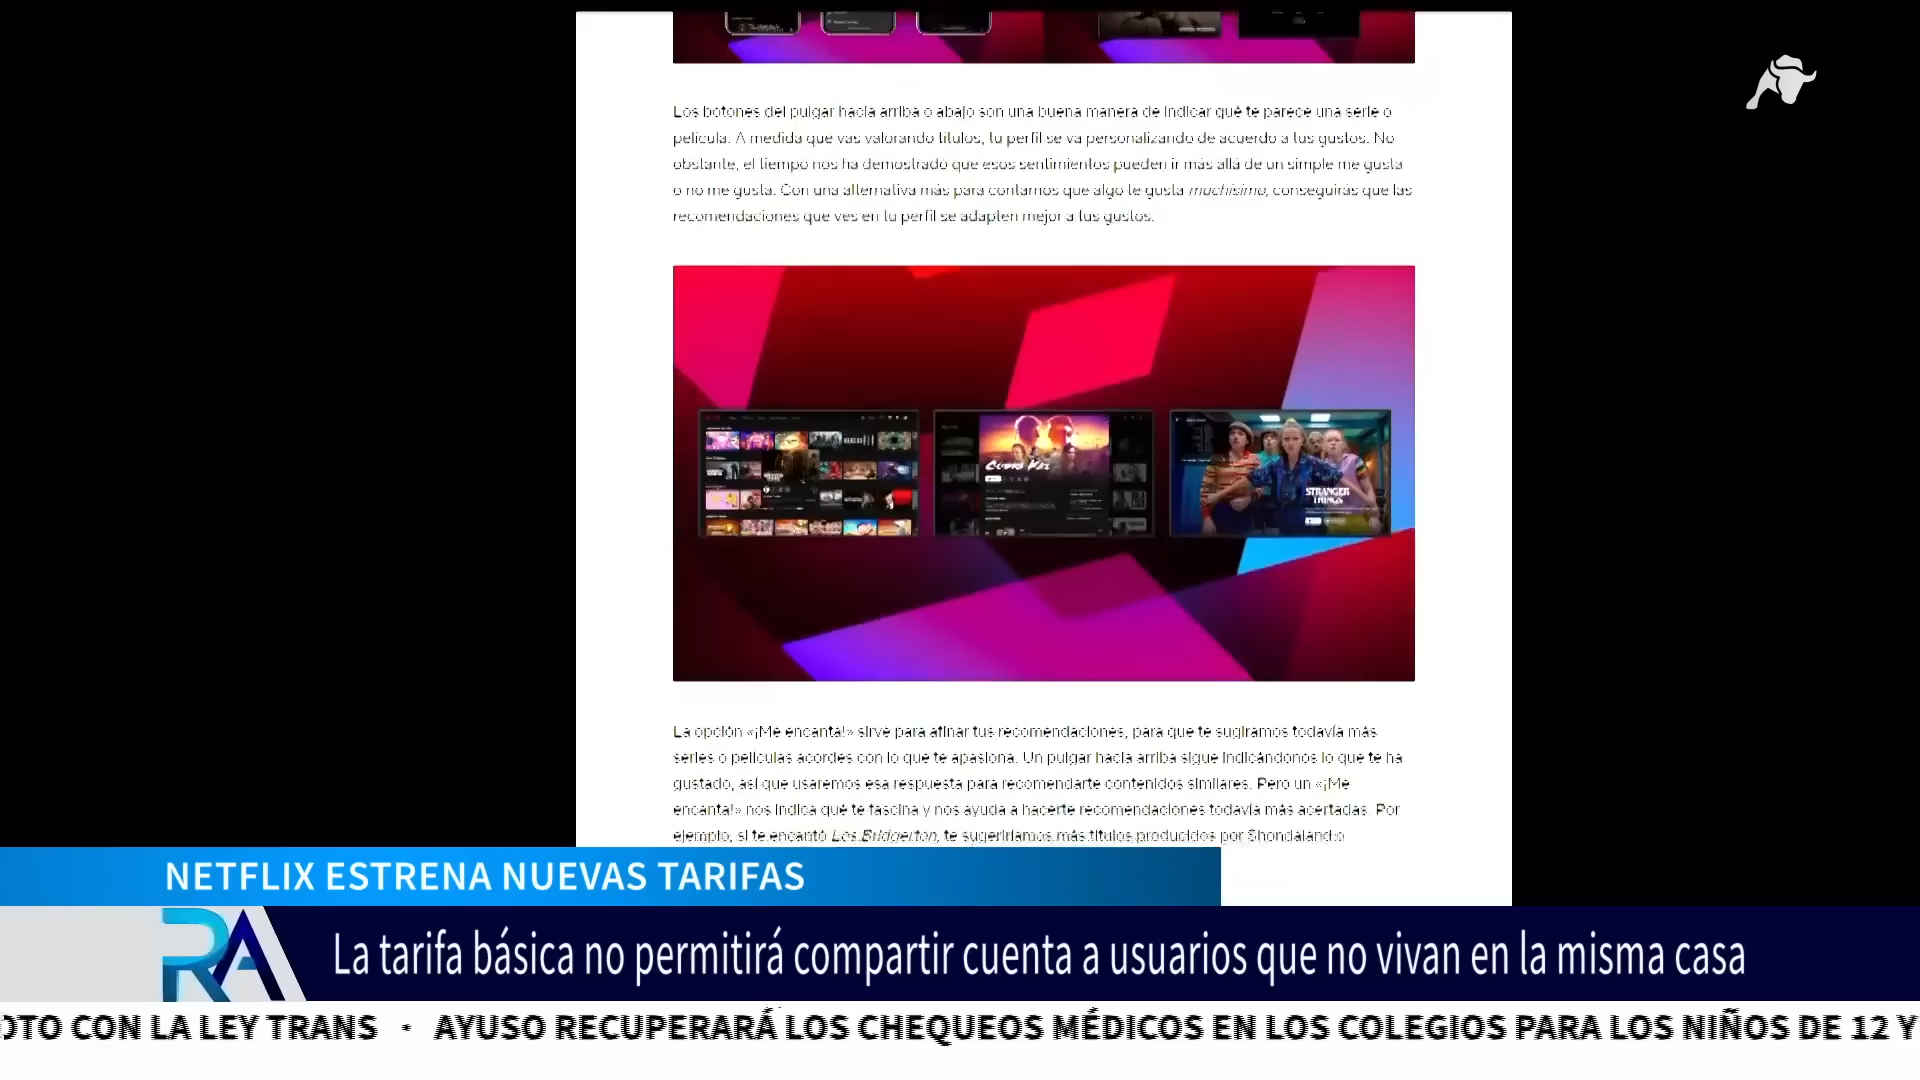 Los botones del pulgar hacia arriba o abajo son una buena manera de indicar qué te parece una serie o
película. A medida que vas valorando títulos, tu perfil se va personalizando de acuerdo a tus gustos. No
obstante, el tiempo nos ha demostrado que esos sentimientos pueden ir más allá de un simple me gusta
o no me gusta. Con una alternativa más para contarnos que algo te gusta muchísimo, conseguirás que las
recomendaciones que ves en tu perfil se adapten mejor a tus gustos.
COBRA KAI
STRANGER
THINGS
La opción «¡Me encanta!» sirve para afinar tus recomendaciones, para que te sugiramos todavía más
series o películas acordes con lo que te apasiona. Un pulgar hacia arriba sigue indicándonos lo que te ha
gustado, así que usaremos esa respuesta para recomendarte contenidos similares. Pero un «¡Me
encanta!» nos indica qué te fascina y nos ayuda a hacerte recomendaciones todavía más acertadas. Por
ejemplo, si te encantó Los Bridgerton, te sugeriríamos más títulos producidos por Shondaland o
NETFLIX ESTRENA NUEVAS TARIFAS
RA
La tarifa básica no permitirá compartir cuenta a usuarios que no vivan en la misma casa
OTO CON LA LEY TRANS · AYUSO RECUPERARÁ LOS CHEQUEOS MÉDICOS EN LOS COLEGIOS PARA LOS NIÑOS DE 12 Y